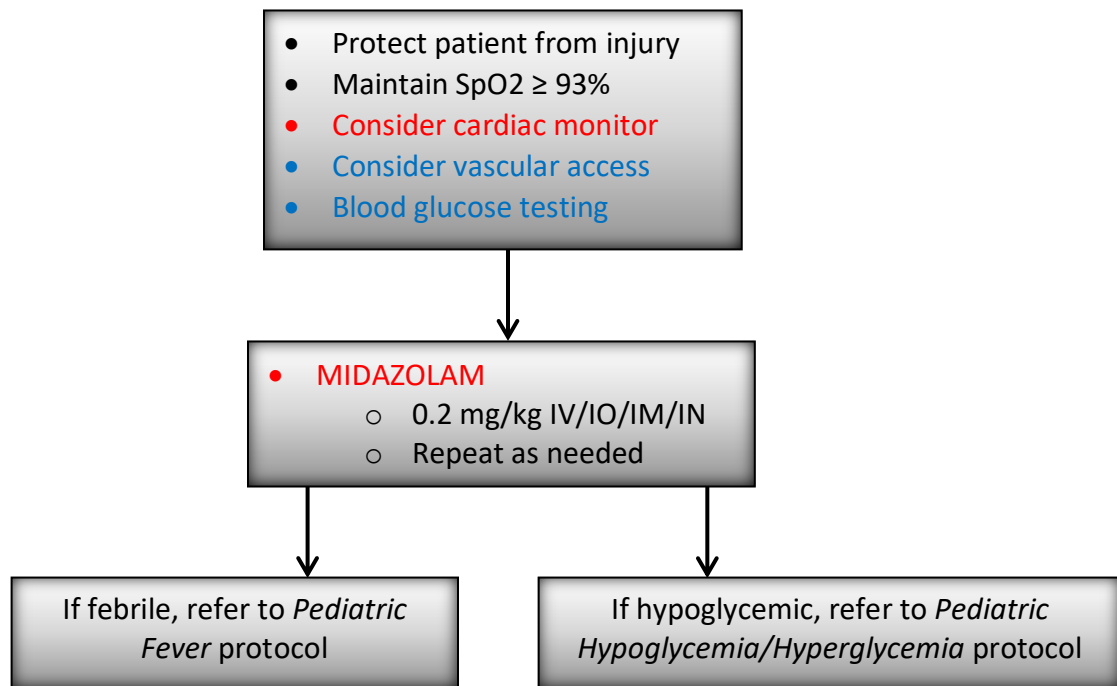 • Protect patient from injury
• Maintain SpO2 ≥ 93%
• Consider cardiac monitor
• Consider vascular access
• Blood glucose testing
• MIDAZOLAM
o 0.2 mg/kg IV/IO/IM/IN
o Repeat as needed
If febrile, refer to Pediatric
Fever protocol
If hypoglycemic, refer to Pediatric
Hypoglycemia/Hyperglycemia protocol